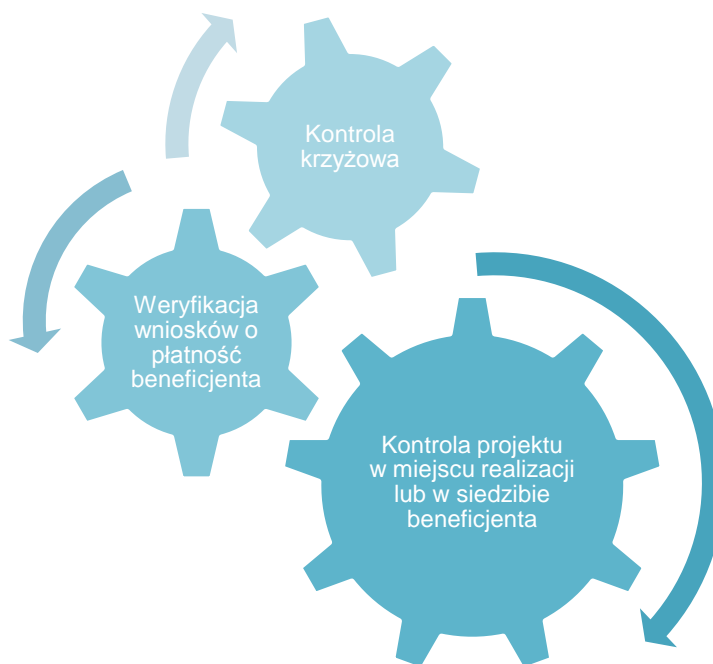 Kontrola
krzyżowa
Weryfikacja
wniosków o
płatność
beneficjenta
Kontrola projektu
w miejscu realizacji
lub w siedzibie
beneficjenta